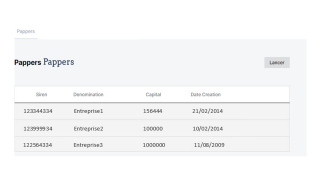 Pappers
Pappers Pappers
Lancer
Siren Denomination Capital Date Creation
123344334 Entreprise1 156444 21/02/2014
123999934 Entreprise2 100000 10/02/2014
122564334 Entreprise3 1000000 11/08/2009